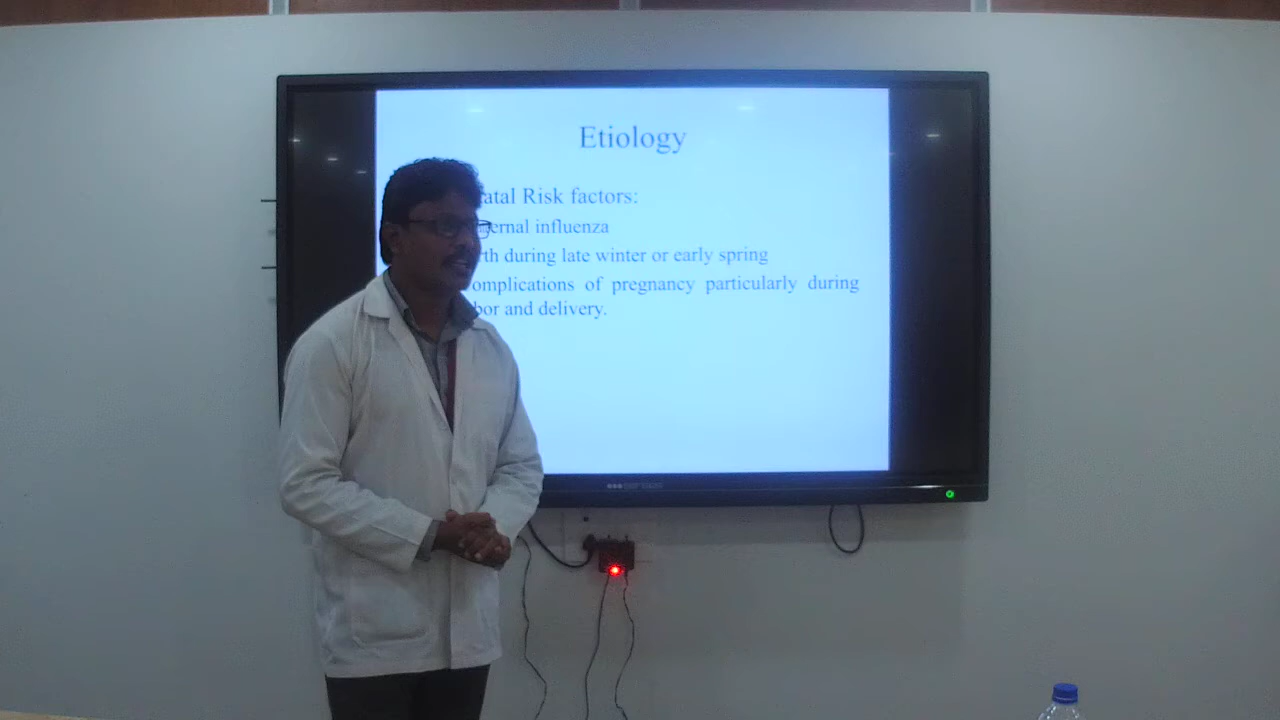 Etiology
atal Risk factors:
ernal influenza
rth during late winter or early spring
omplications of pregnancy particularly during
bor and delivery.